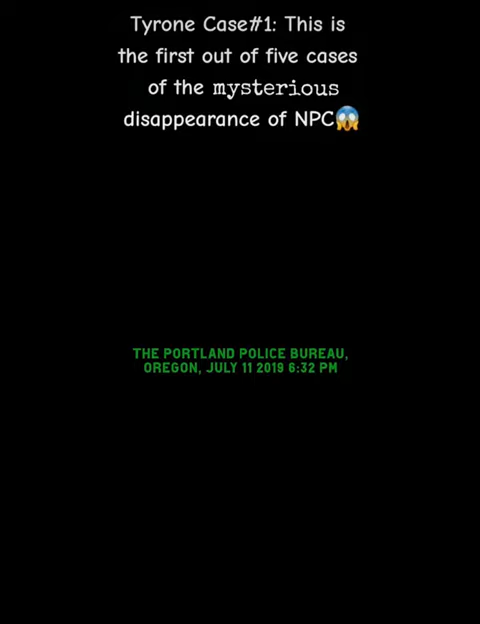 Tyrone Case#1: This is
the first out of five cases
of the mysterious
disappearance of NPC😱
THE PORTLAND POLICE BUREAU,
OREGON, JULY 11 2019 6:32 PM